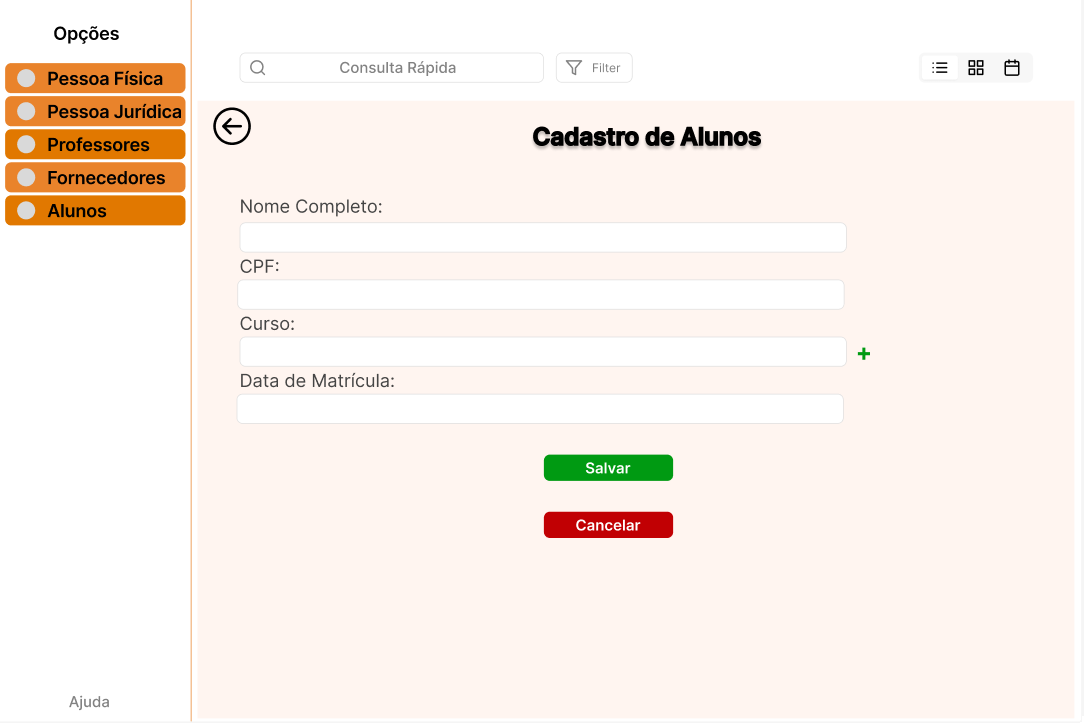 Opções
Pessoa Física
Pessoa Jurídica
Professores
Fornecedores
Alunos
Ajuda
Consulta Rápida
Filter
Cadastro de Alunos
Nome Completo:
CPF:
Curso:
+
Data de Matrícula:
Salvar
Cancelar